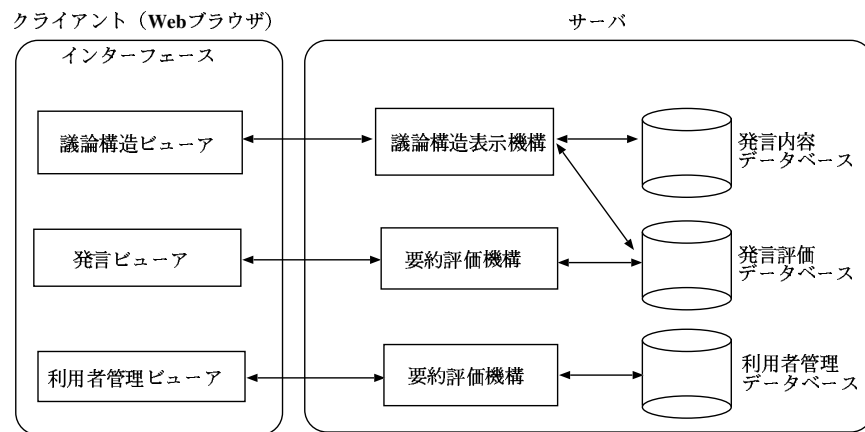 クライアント（Webブラウザ）
サーバ
インターフェース
議論構造ビューア
議論構造表示機構
発言内容
データベース
発言ビューア
要約評価機構
発言評価
データベース
利用者管理ビューア
要約評価機構
利用者管理
データベース